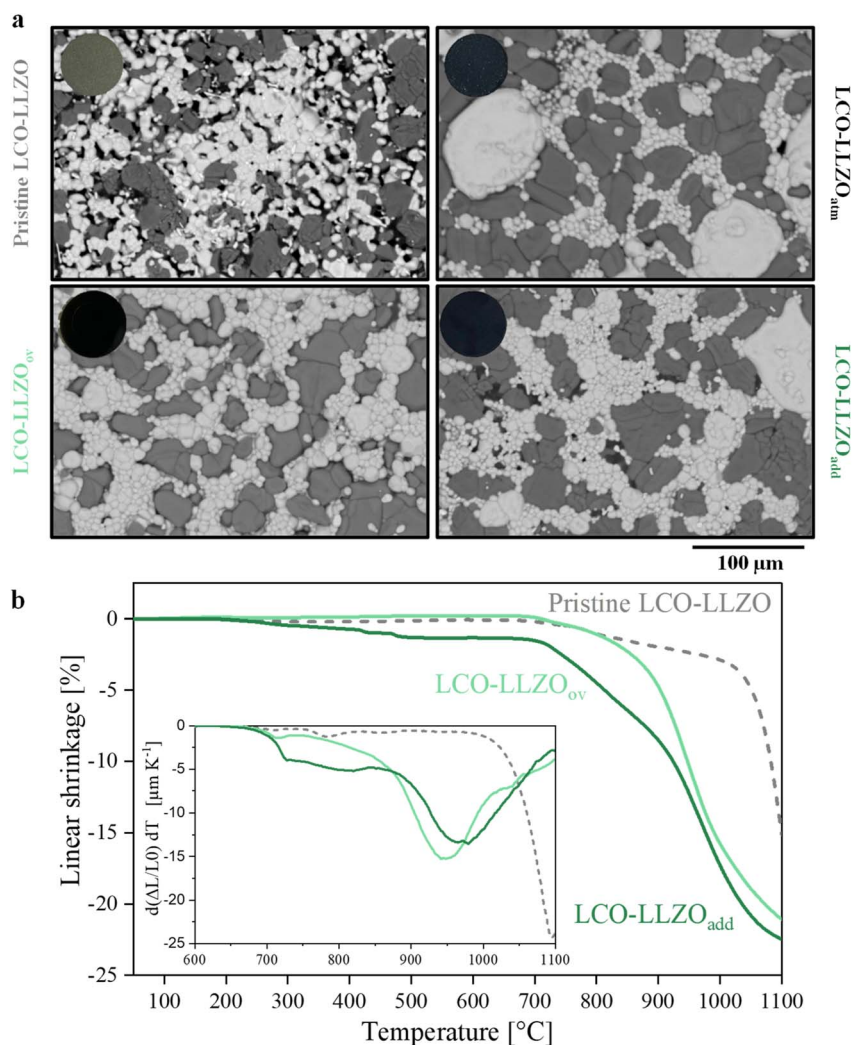 a
Pristine LCO-LLZO
LCO-LLZOatm
LCO-LLZOov
LCO-LLZOadd
100 µm
b
0
-5
-10
-15
-20
-25
Linear shrinkage [%]
Pristine LCO-LLZO
LCO-LLZOov
LCO-LLZOadd
0
-5
-10
-15
-20
-25
d(ΔL/L0) dT [µm K⁻¹]
600 700 800 900 1000 1100
100 200 300 400 500 600 700 800 900 1000 1100
Temperature [°C]